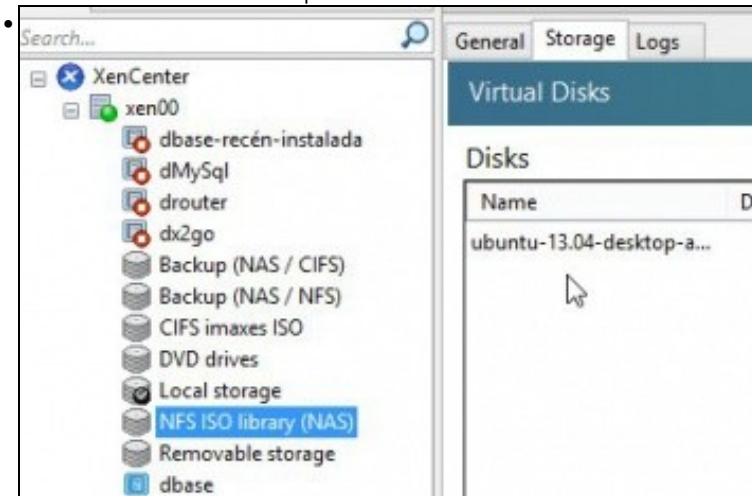 Search...
XenCenter
xen00
dbase-recén-instalada
dMySql
drouter
dx2go
Backup (NAS / CIFS)
Backup (NAS / NFS)
CIFS imaxes ISO
DVD drives
Local storage
NFS ISO library (NAS)
Removable storage
dbase
General Storage Logs
Virtual Disks
Disks
Name D
ubuntu-13.04-desktop-a...